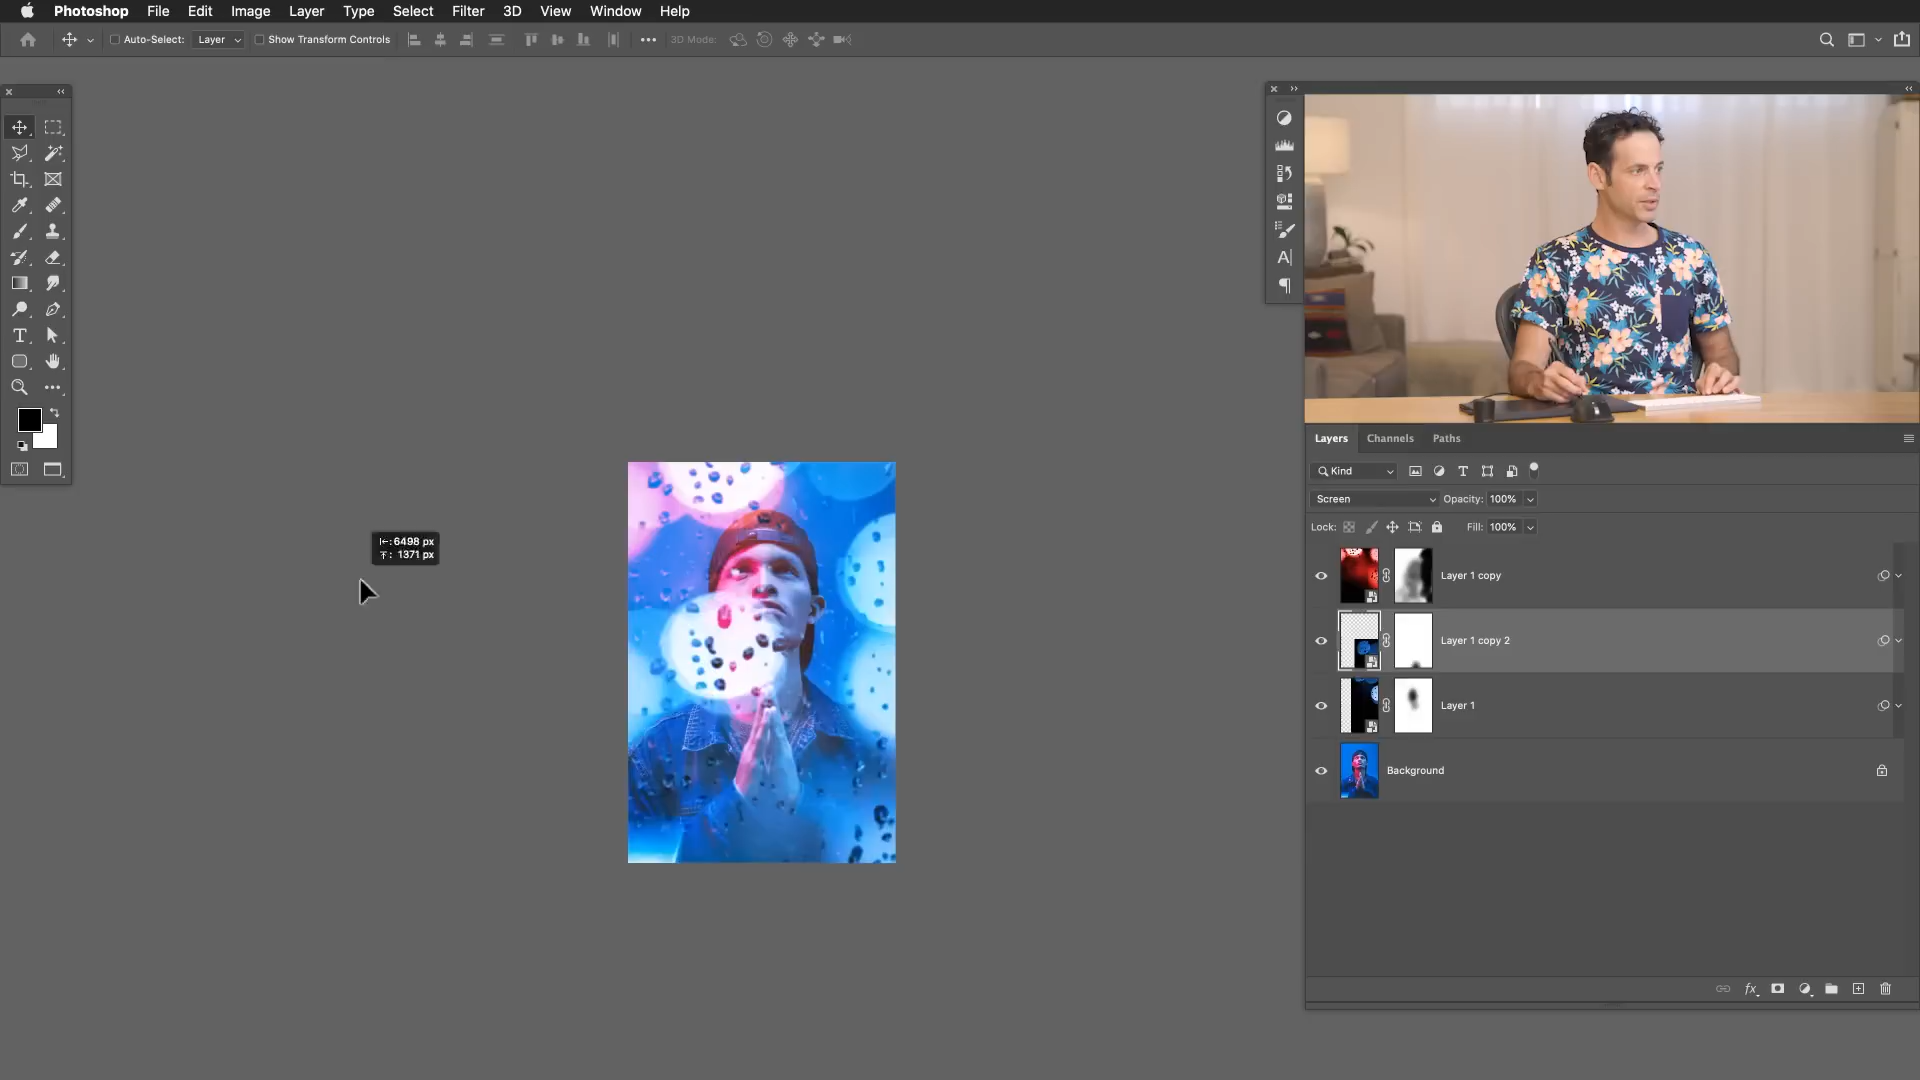 Photoshop File Edit Image Layer Type Select Filter 3D View Window Help
Auto-Select: Layer Show Transform Controls 3D Mode:
6498 px
1371 px
Layers Channels Paths
Kind
Screen Opacity: 100%
Lock: Fill: 100%
Layer 1 copy
Layer 1 copy 2
Layer 1
Background